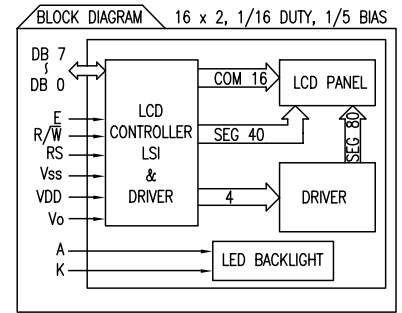 BLOCK DIAGRAM 16 x 2, 1/16 DUTY, 1/5 BIAS
DB 7
~
DB 0
E
R/W̅
RS
Vss
VDD
Vo
A
K
LCD
CONTROLLER
LSI
&
DRIVER
COM 16
SEG 40
4
LCD PANEL
SEG 80
DRIVER
LED BACKLIGHT